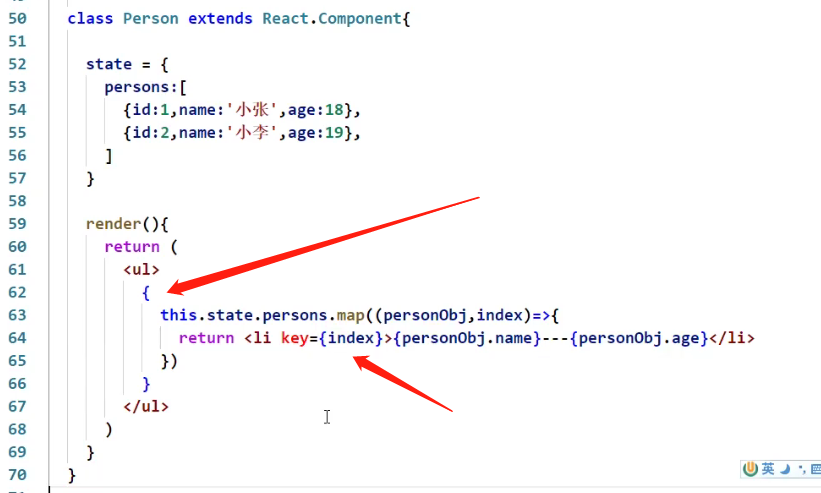 50 class Person extends React.Component{
51
52 state = {
53 persons:[
54 {id:1,name:'小张',age:18},
55 {id:2,name:'小李',age:19},
56 ]
57 }
58
59 render(){
60 return (
61 <ul>
62 {
63 this.state.persons.map((personObj,index)=>{
64 return <li key={index}>{personObj.name}---{personObj.age}</li>
65 })
66 }
67 </ul>
68 )
69 }
70 }
英